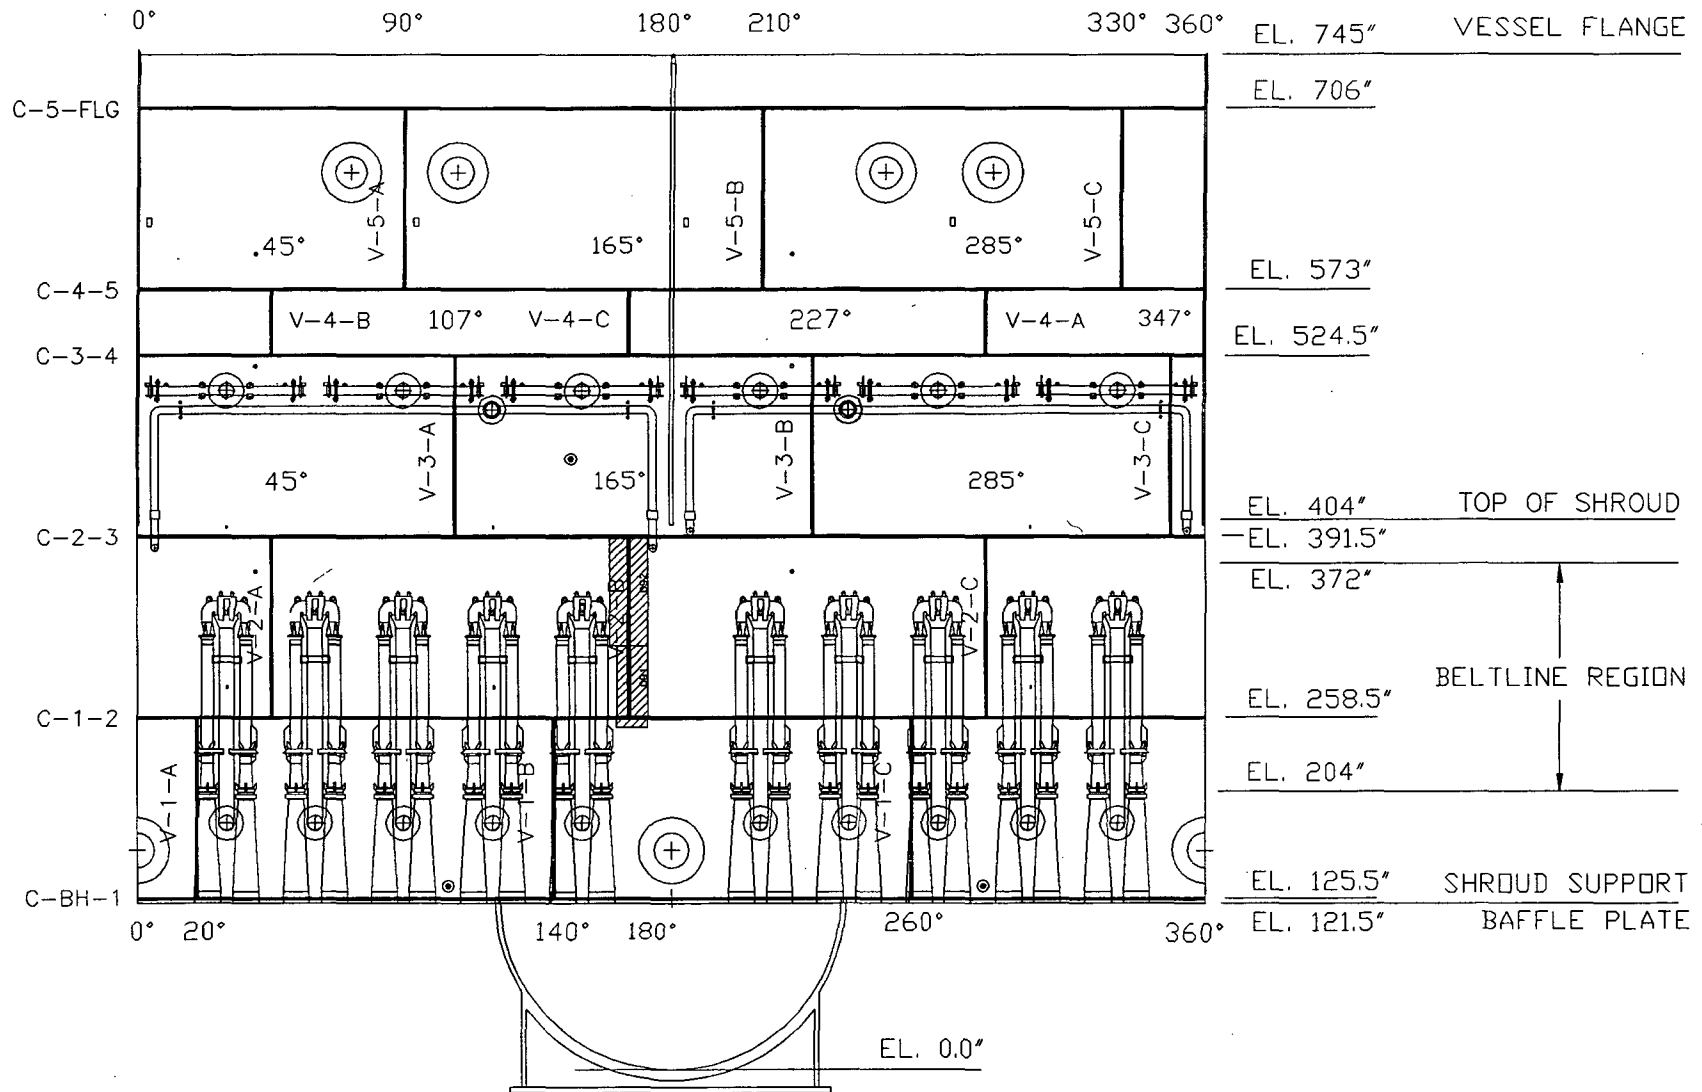 0° 90° 180° 210° 330° 360°
EL. 745" VESSEL FLANGE
C-5-FLG
EL. 706"
V-5-A
V-5-B
V-5-C
45° 165° 285°
C-4-5
EL. 573"
V-4-B 107° V-4-C 227° V-4-A 347°
EL. 524.5"
C-3-4
V-3-A
V-3-B
V-3-C
45° 165° 285°
EL. 404" TOP OF SHROUD
C-2-3
EL. 391.5"
EL. 372"
V-2-A
V-2-B
V-2-C
BELTLINE REGION
C-1-2
EL. 258.5"
EL. 204"
V-1-A
V-1-B
V-1-C
C-BH-1
EL. 125.5" SHROUD SUPPORT
EL. 121.5" BAFFLE PLATE
0° 20° 140° 180° 260° 360°
EL. 0.0"